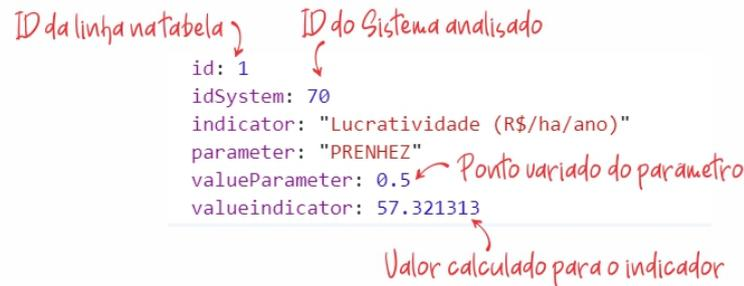 ID da linha na tabela
ID do Sistema analisado
id: 1
idSystem: 70
indicator: "Lucratividade (R$/ha/ano)"
parameter: "PRENHEZ"
valueParameter: 0.5
Ponto variado do parâmetro
valueindicator: 57.321313
Valor calculado para o indicador